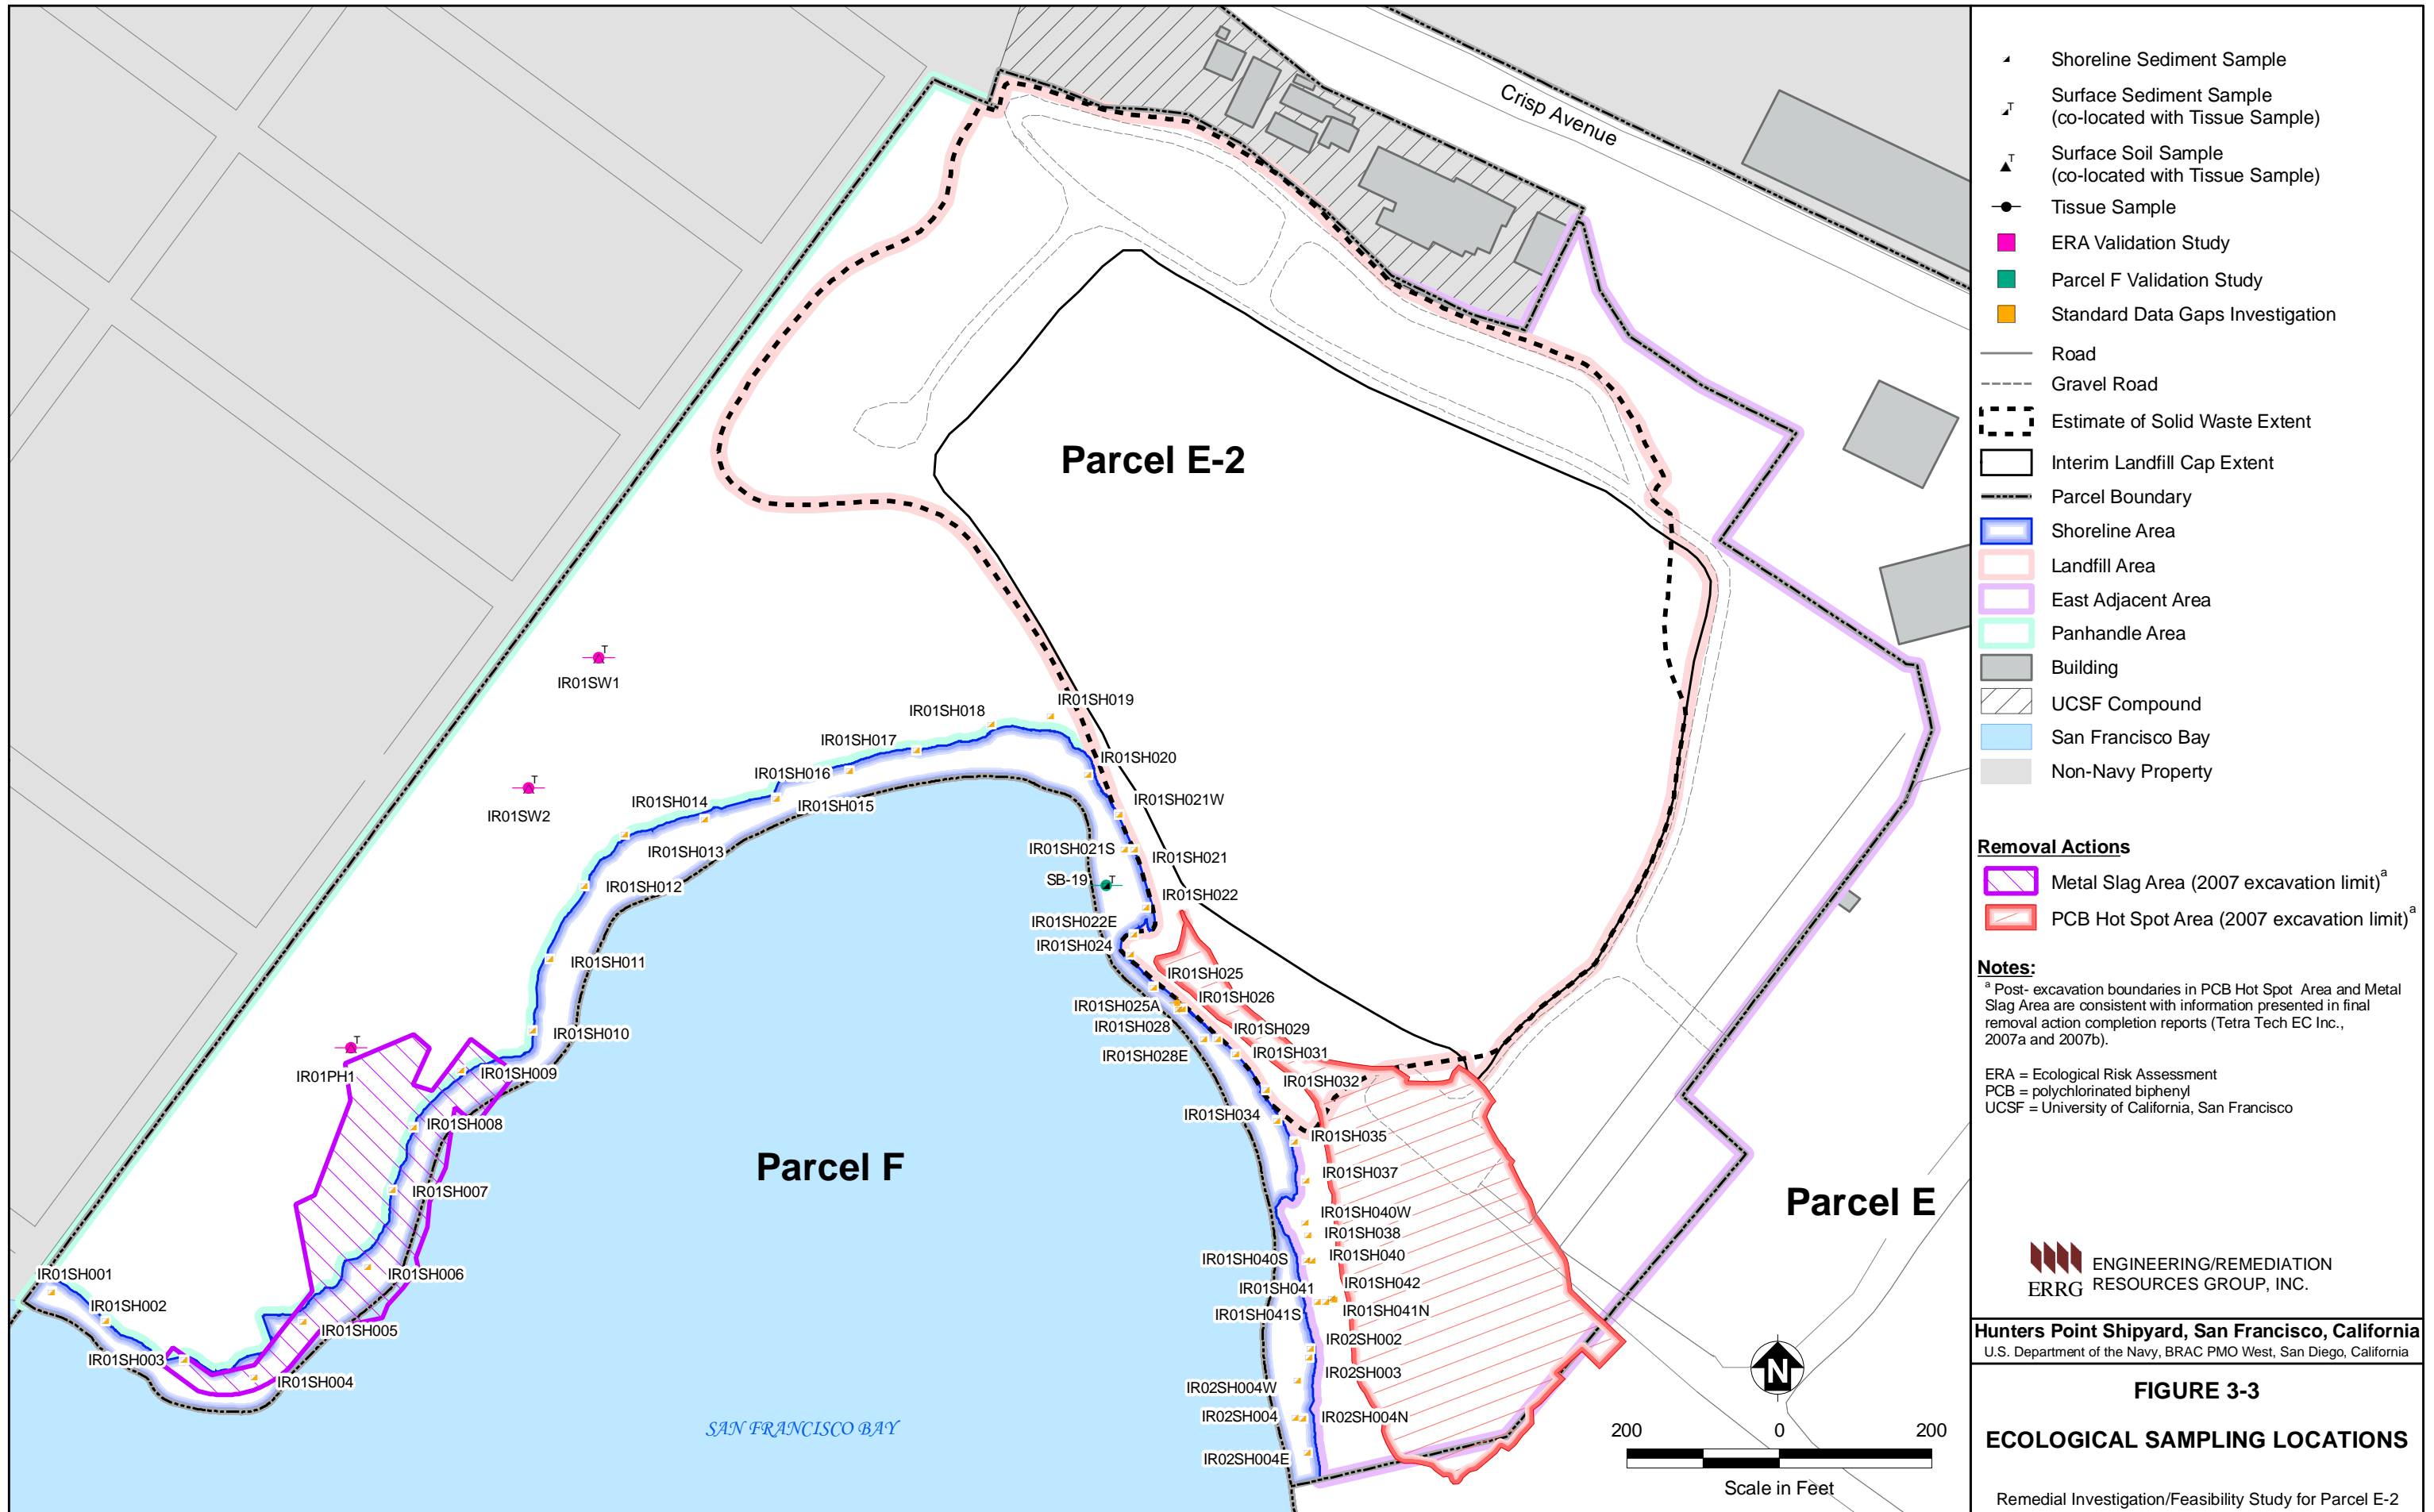 Crisp Avenue
Parcel E-2
IR01SW1
T
IR01SW2
T
IR01PH1
T
IR01SH019
IR01SH018
IR01SH017
IR01SH020
IR01SH016
IR01SH015
IR01SH014
IR01SH021W
IR01SH013
IR01SH021S
IR01SH021
SB-19
T
IR01SH012
IR01SH022
IR01SH022E
IR01SH024
IR01SH011
IR01SH025
IR01SH026
IR01SH025A
IR01SH028
IR01SH029
IR01SH010
IR01SH028E
IR01SH031
IR01SH009
IR01SH032
IR01SH034
IR01SH008
IR01SH035
Parcel F
IR01SH037
IR01SH007
Parcel E
IR01SH040W
IR01SH038
IR01SH040S
IR01SH040
IR01SH001
IR01SH006
IR01SH042
IR01SH041
IR01SH002
IR01SH041N
IR01SH041S
IR01SH005
IR02SH002
IR01SH003
IR02SH003
IR01SH004
IR02SH004W
IR02SH004
IR02SH004N
SAN FRANCISCO BAY
IR02SH004E
N
200 0 200
Scale in Feet
Shoreline Sediment Sample
T
Surface Sediment Sample
(co-located with Tissue Sample)
T
Surface Soil Sample
(co-located with Tissue Sample)
Tissue Sample
ERA Validation Study
Parcel F Validation Study
Standard Data Gaps Investigation
Road
Gravel Road
Estimate of Solid Waste Extent
Interim Landfill Cap Extent
Parcel Boundary
Shoreline Area
Landfill Area
East Adjacent Area
Panhandle Area
Building
UCSF Compound
San Francisco Bay
Non-Navy Property
Removal Actions
Metal Slag Area (2007 excavation limit)a
PCB Hot Spot Area (2007 excavation limit)a
Notes:
a Post- excavation boundaries in PCB Hot Spot Area and Metal
Slag Area are consistent with information presented in final
removal action completion reports (Tetra Tech EC Inc.,
2007a and 2007b).
ERA = Ecological Risk Assessment
PCB = polychlorinated biphenyl
UCSF = University of California, San Francisco
ERRG
ENGINEERING/REMEDIATION
RESOURCES GROUP, INC.
Hunters Point Shipyard, San Francisco, California
U.S. Department of the Navy, BRAC PMO West, San Diego, California
FIGURE 3-3
ECOLOGICAL SAMPLING LOCATIONS
Remedial Investigation/Feasibility Study for Parcel E-2